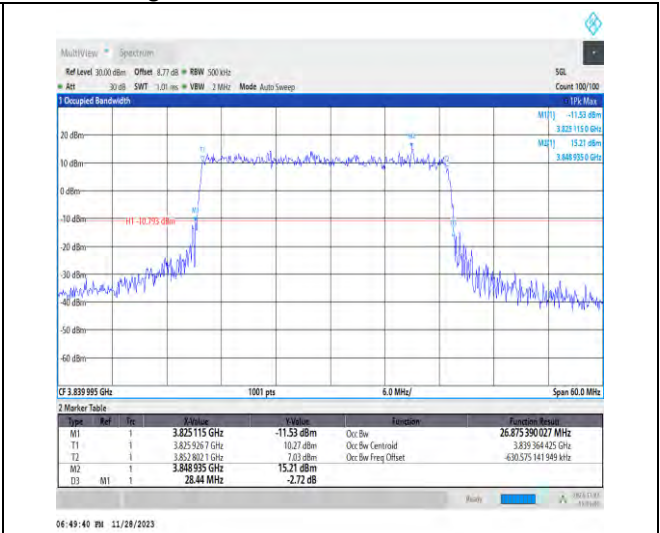 MultiView Spectrum
Ref Level 30.00 dBm Offset 8.77 dB RBW 500 kHz SGL
Att 30 dB SWT 1.01 ms VBW 2 MHz Mode Auto Sweep Count 100/100
1 Occupied Bandwidth 1Pk Max
M1[1] -11.53 dBm
3.825 115 0 GHz
M2[1] 15.21 dBm
3.848 935 0 GHz
20 dBm
10 dBm
0 dBm
-10 dBm
H1 -10.793 dBm
-20 dBm
-30 dBm
-40 dBm
-50 dBm
-60 dBm
T1
M2
M1
CF 3.839 995 GHz 1001 pts 6.0 MHz/ Span 60.0 MHz
2 Marker Table
Type Ref Trc X-Value Y-Value Function Function Result
M1 1 3.825 115 GHz -11.53 dBm Occ Bw 26.875 390 027 MHz
T1 1 3.825 926 7 GHz 10.27 dBm Occ Bw Centroid 3.839 364 425 GHz
T2 1 3.852 802 1 GHz 7.03 dBm Occ Bw Freq Offset -630.575 141 949 kHz
M2 1 3.848 935 GHz 15.21 dBm
D3 M1 1 28.44 MHz -2.72 dB
Ready
06:49:40 PM 11/28/2023